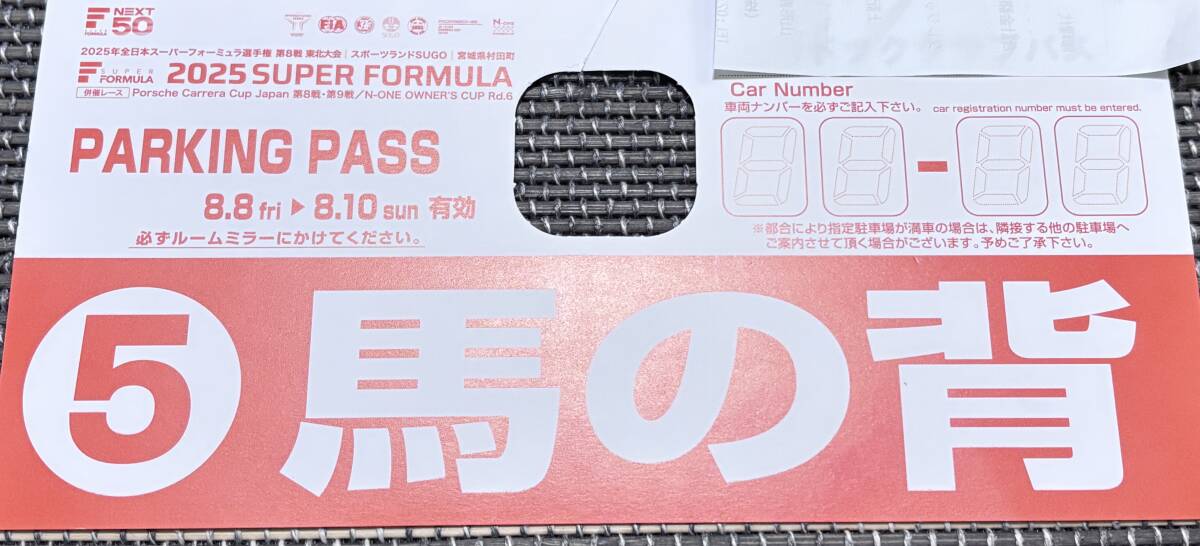 NEXT
50
FIA
SUGO
N-ONE
2025年全日本スーパーフォーミュラ選手権 第8戦 東北大会|スポーツランドSUGO|宮城県村田町
SUPER
FORMULA
2025 SUPER FORMULA
併催レース Porsche Carrera Cup Japan 第8戦・第9戦/N-ONE OWNER'S CUP Rd.6
PARKING PASS
8.8 fri ▶ 8.10 sun 有効
必ずルームミラーにかけてください。
Car Number
車両ナンバーを必ずご記入下さい。 car registration number must be entered.
88-88
※都合により指定駐車場が満車の場合は、隣接する他の駐車場へ
ご案内させて頂く場合がございます。予めご了承下さい。
5 馬の背